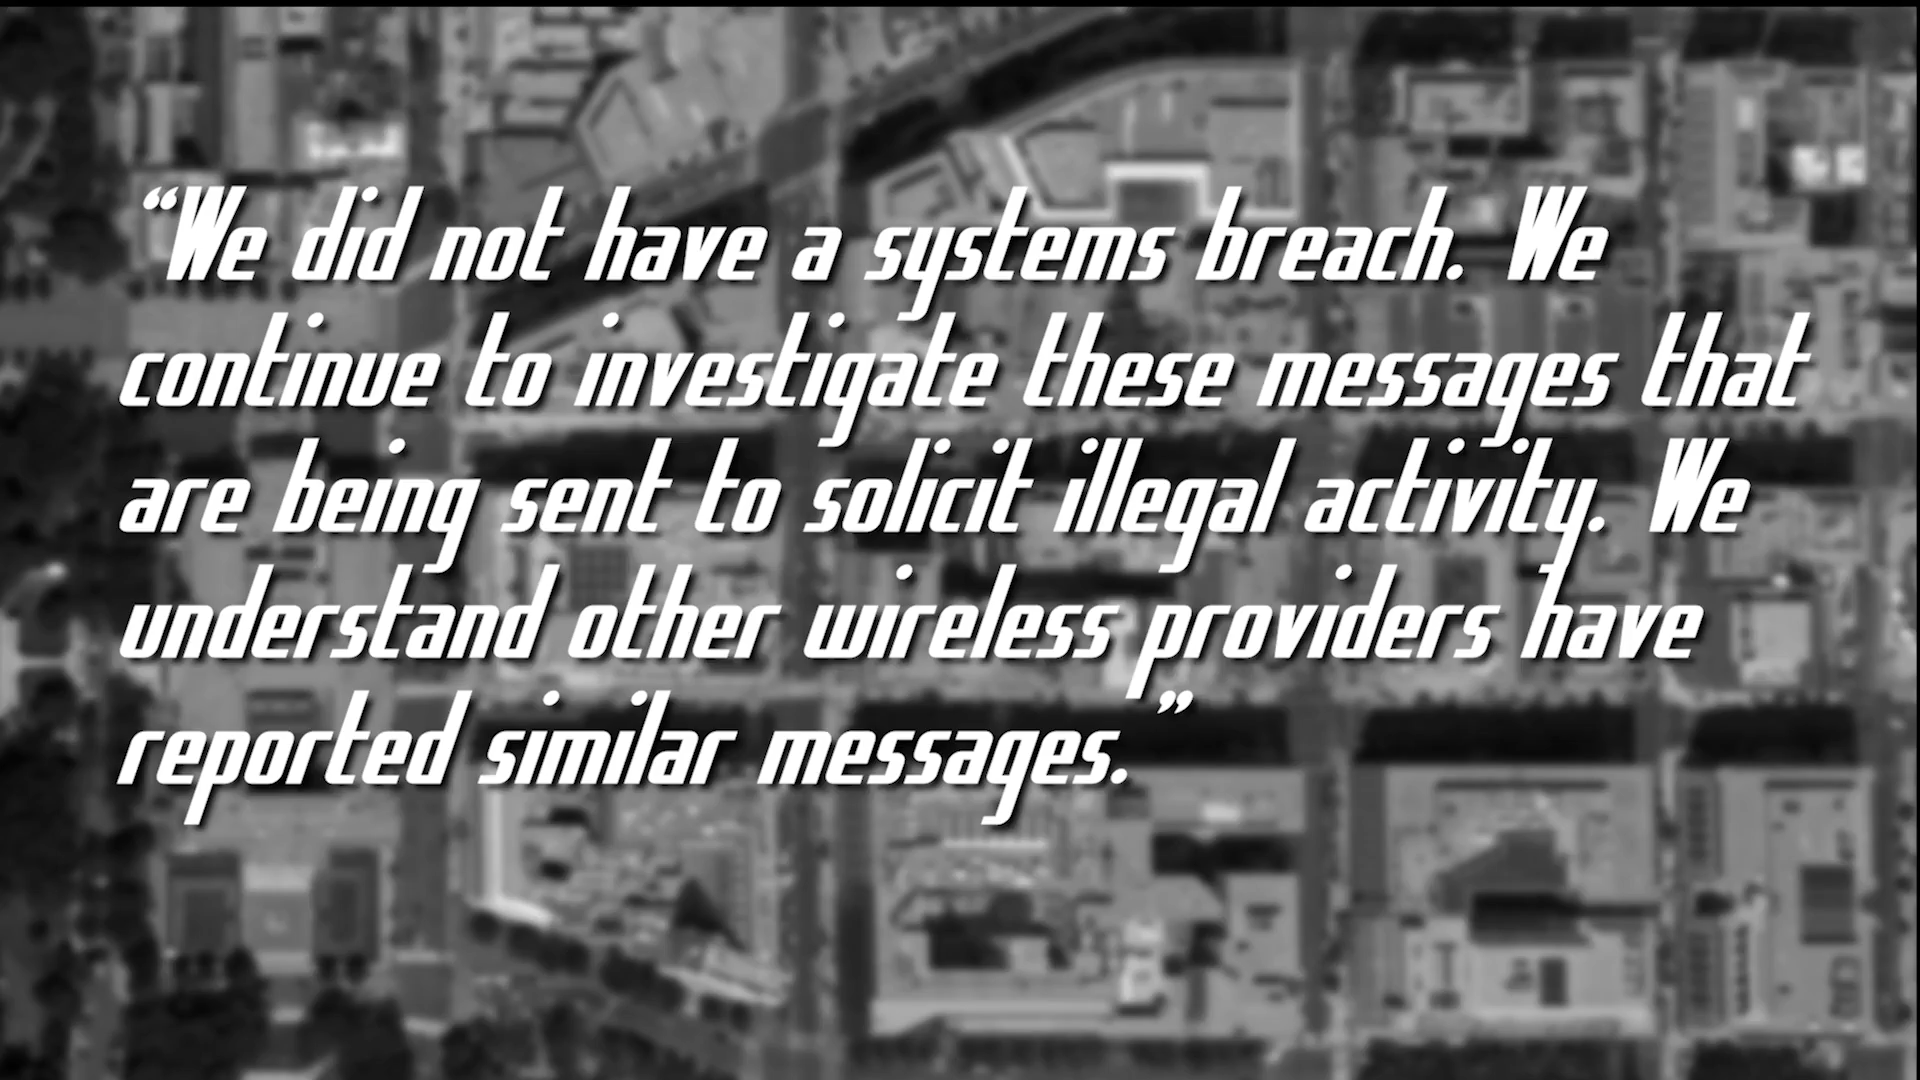 “We did not have a systems breach. We
continue to investigate these messages that
are being sent to solicit illegal activity. We
understand other wireless providers have
reported similar messages.”